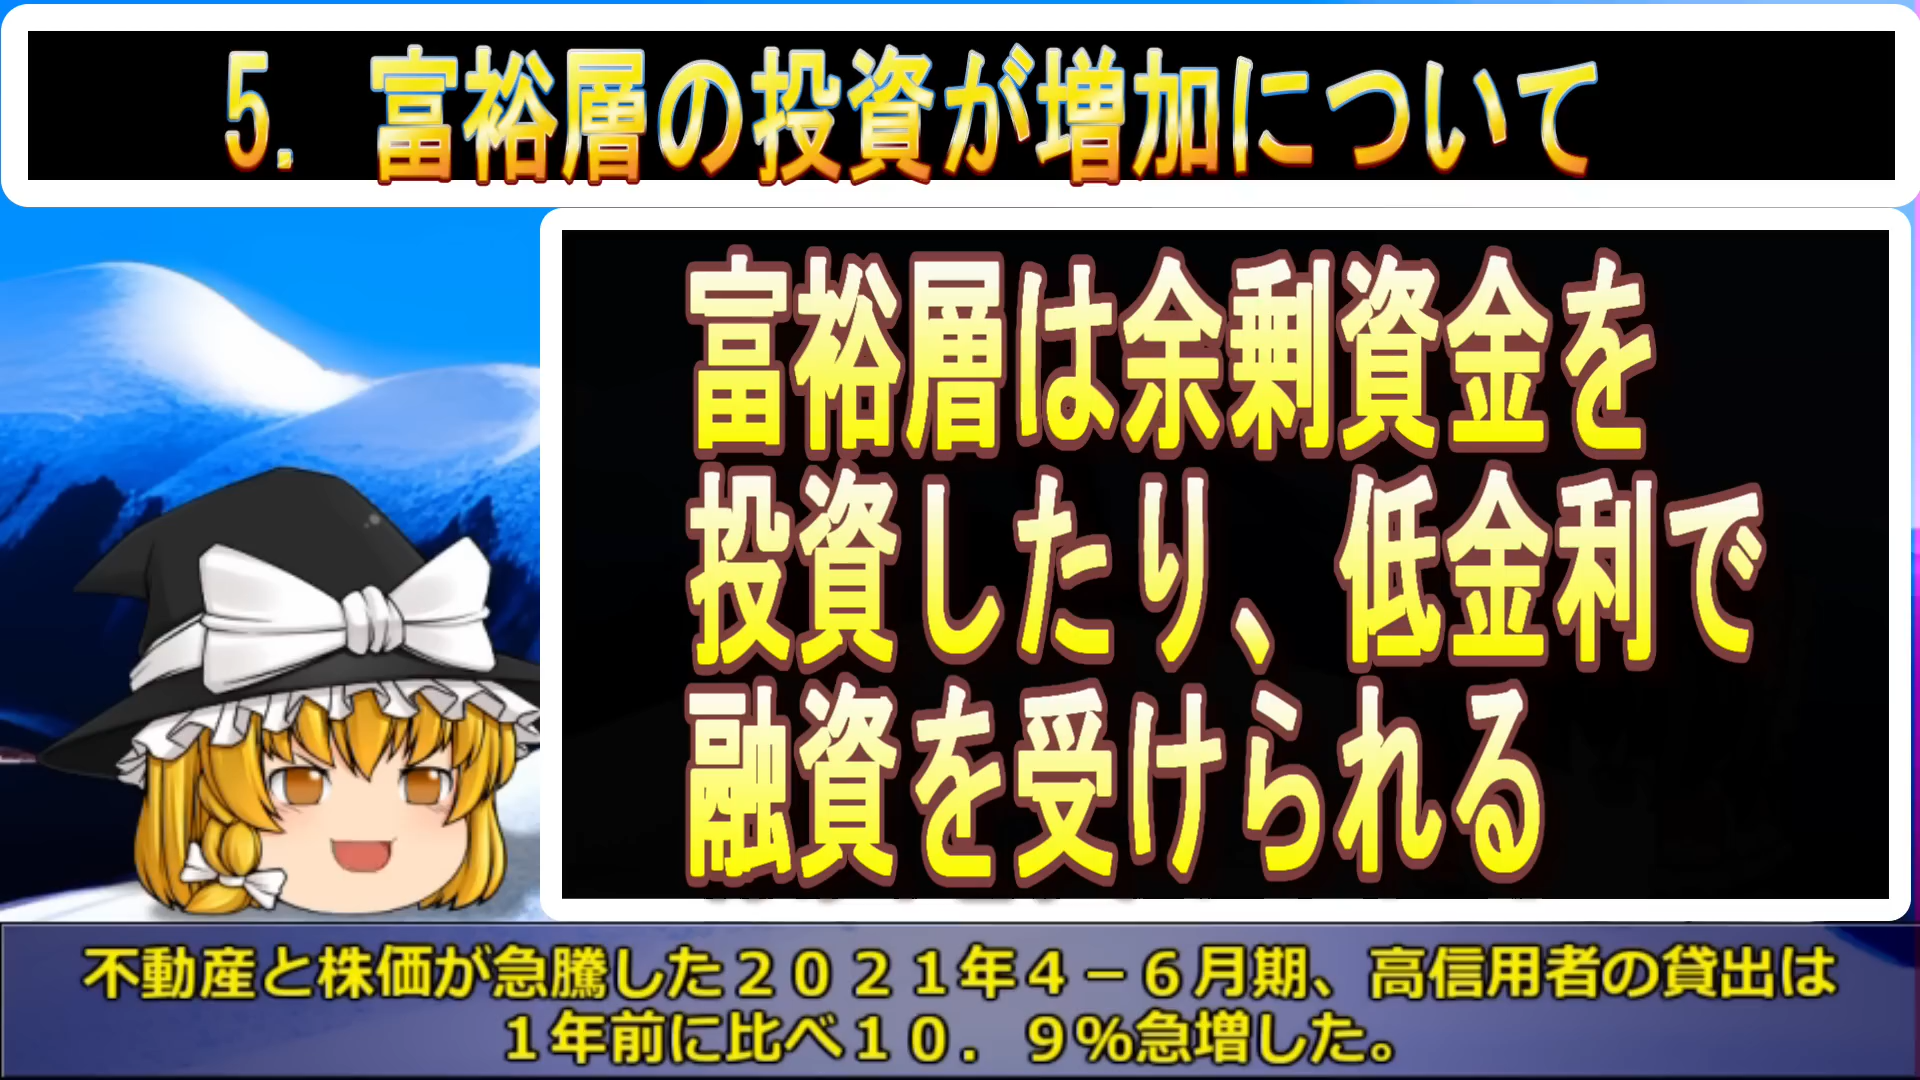 5．富裕層の投資が増加について
富裕層は余剰資金を
投資したり、低金利で
融資を受けられる
不動産と株価が急騰した２０２１年４－６月期、高信用者の貸出は
１年前に比べ１０．９％急増した。